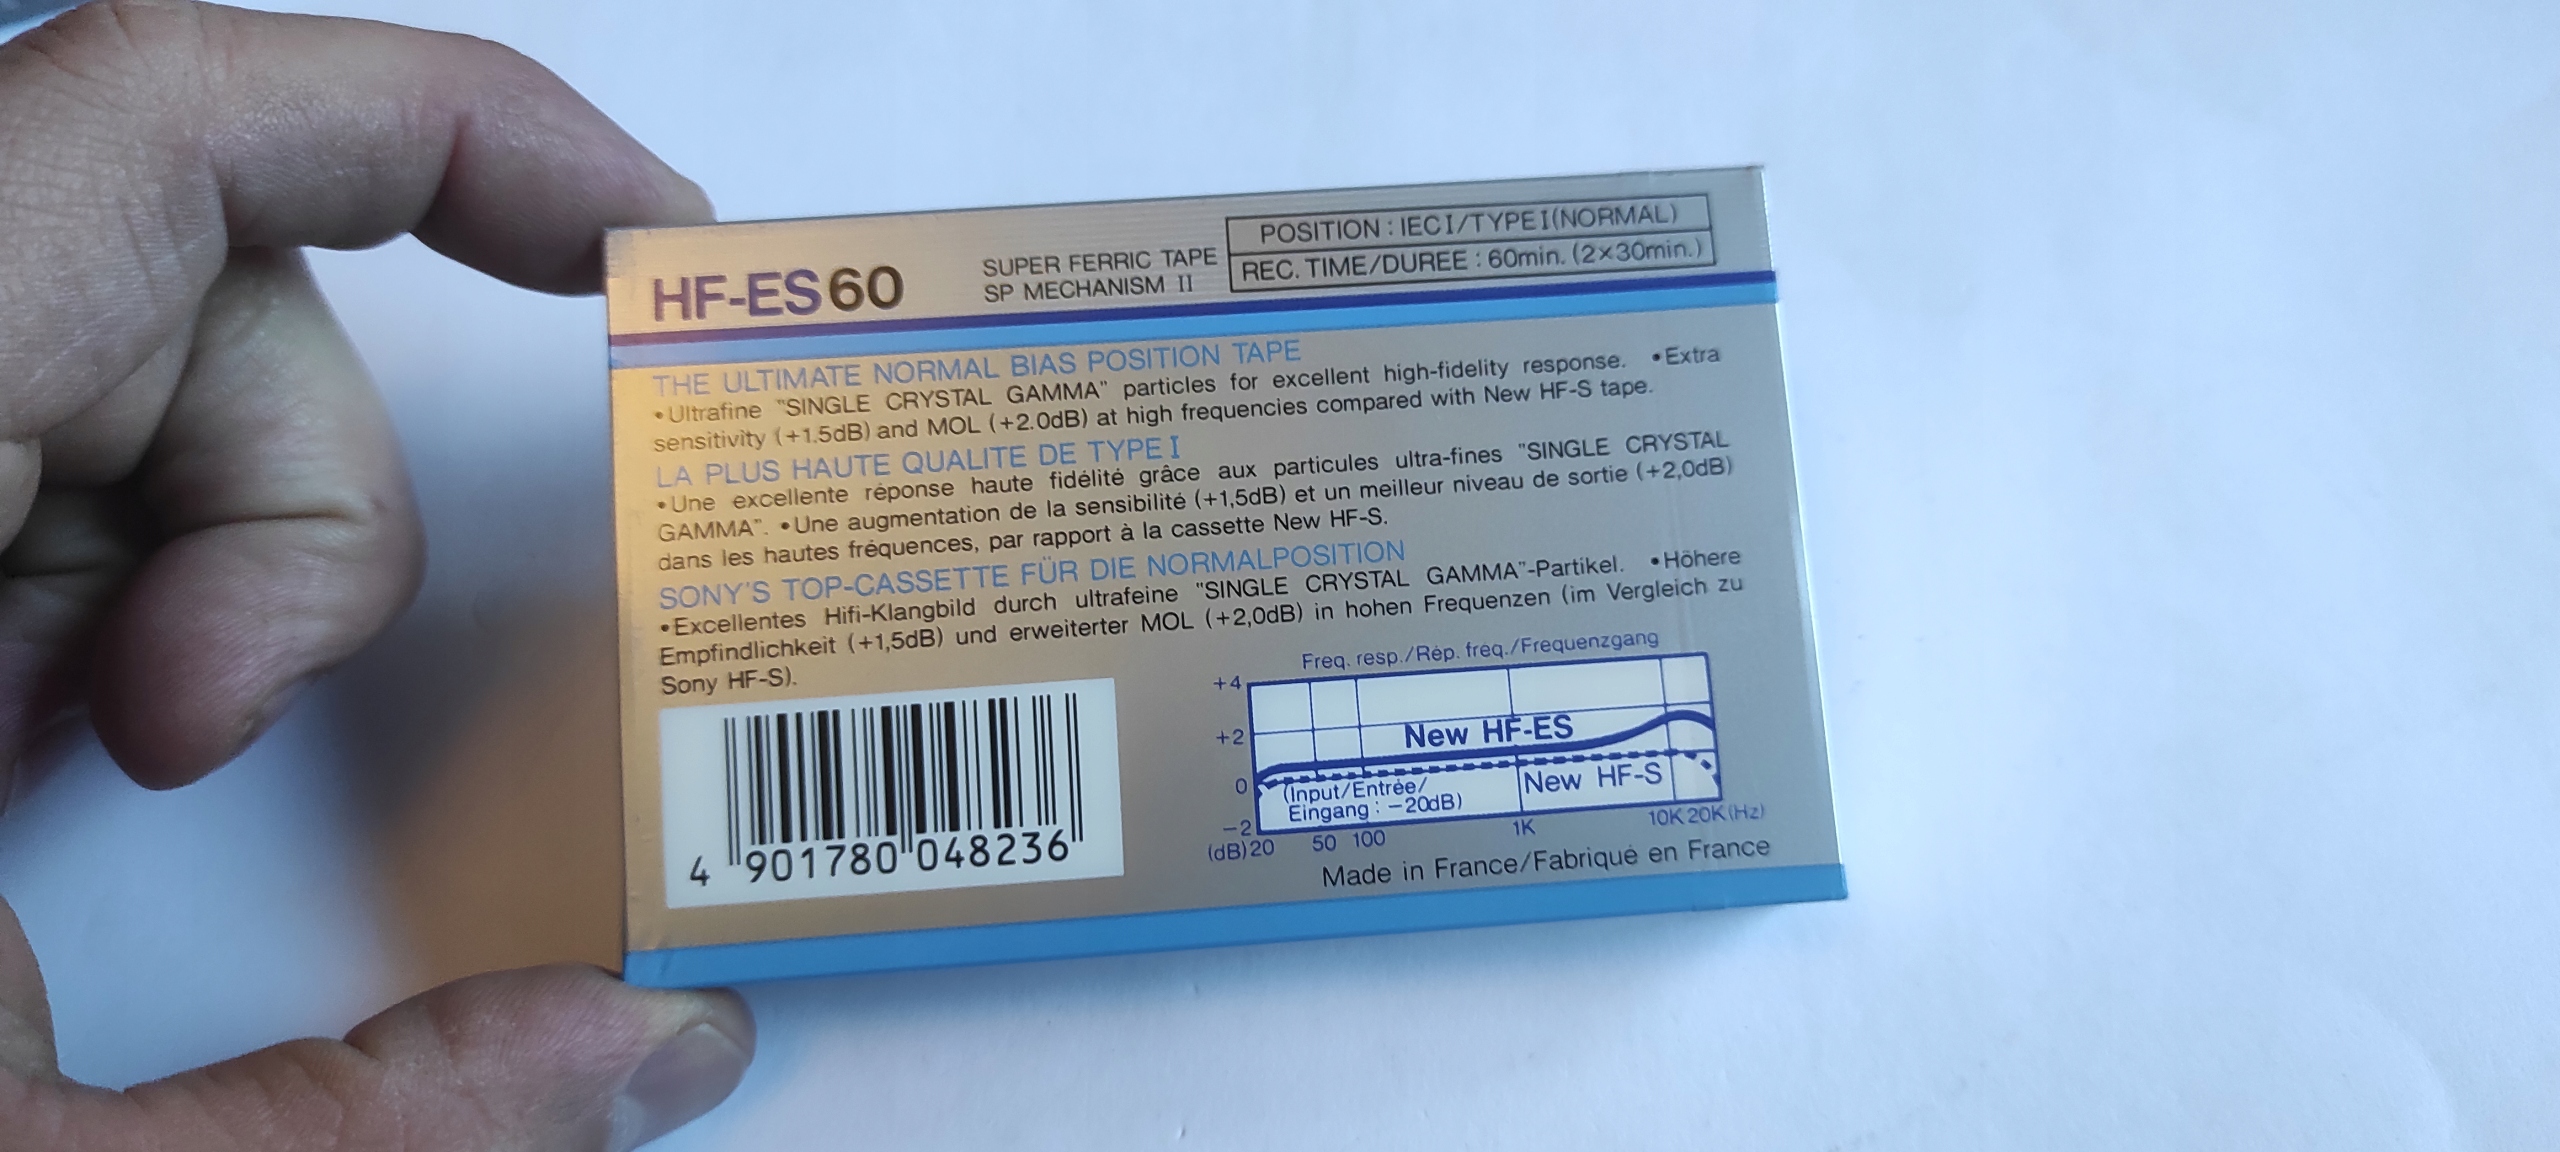 HF-ES60
SUPER FERRIC TAPE
SP MECHANISM II
POSITION : IECI/TYPEI(NORMAL)
REC. TIME/DUREE : 60min. (2×30min.)
THE ULTIMATE NORMAL BIAS POSITION TAPE
•Ultrafine "SINGLE CRYSTAL GAMMA" particles for excellent high-fidelity response. •Extra
sensitivity (+1.5dB) and MOL (+2.0dB) at high frequencies compared with New HF-S tape.
LA PLUS HAUTE QUALITE DE TYPE I
•Une excellente réponse haute fidélité grâce aux particules ultra-fines "SINGLE CRYSTAL
GAMMA". •Une augmentation de la sensibilité (+1,5dB) et un meilleur niveau de sortie (+2,0dB)
dans les hautes fréquences, par rapport à la cassette New HF-S.
SONY'S TOP-CASSETTE FÜR DIE NORMALPOSITION
•Excellentes Hifi-Klangbild durch ultrafeine "SINGLE CRYSTAL GAMMA"-Partikel. •Höhere
Empfindlichkeit (+1,5dB) und erweiterter MOL (+2,0dB) in hohen Frequenzen (im Vergleich zu
Sony HF-S).
4 901780 048236
Freq. resp./Rép. freq./Frequenzgang
+4
+2
0
-2
(dB) 20 50 100 1K 10K 20K (Hz)
New HF-ES
New HF-S
(Input/Entrée/
Eingang : -20dB)
Made in France/Fabriqué en France